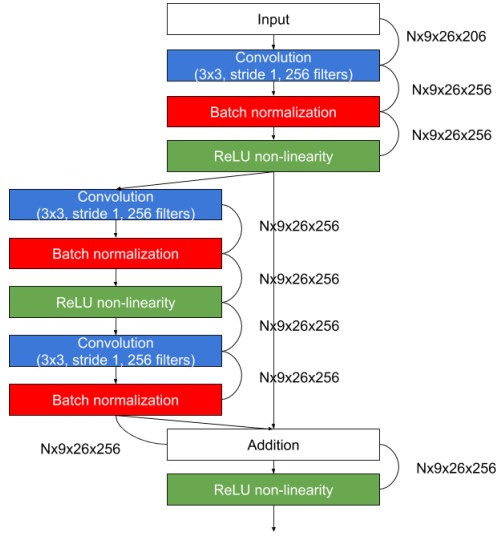 Input
Nx9x26x206
Convolution
(3x3, stride 1, 256 filters)
Nx9x26x256
Batch normalization
Nx9x26x256
ReLU non-linearity
Convolution
(3x3, stride 1, 256 filters)
Nx9x26x256
Batch normalization
Nx9x26x256
ReLU non-linearity
Nx9x26x256
Convolution
(3x3, stride 1, 256 filters)
Nx9x26x256
Batch normalization
Nx9x26x256
Addition
Nx9x26x256
ReLU non-linearity